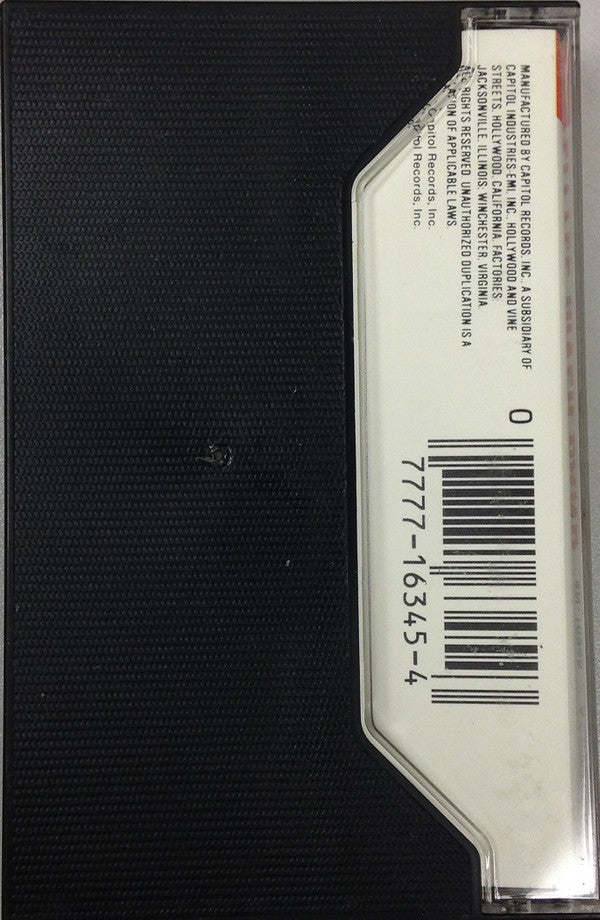 MANUFACTURED BY CAPITOL RECORDS, INC., A SUBSIDIARY OF
CAPITOL INDUSTRIES-EMI, INC., HOLLYWOOD AND VINE
STREETS, HOLLYWOOD, CALIFORNIA. FACTORIES:
JACKSONVILLE, ILLINOIS; WINCHESTER, VIRGINIA
ALL RIGHTS RESERVED. UNAUTHORIZED DUPLICATION IS A
OF APPLICABLE LAWS
Capitol Records, Inc.
Records, Inc.
0
7777-16345-4